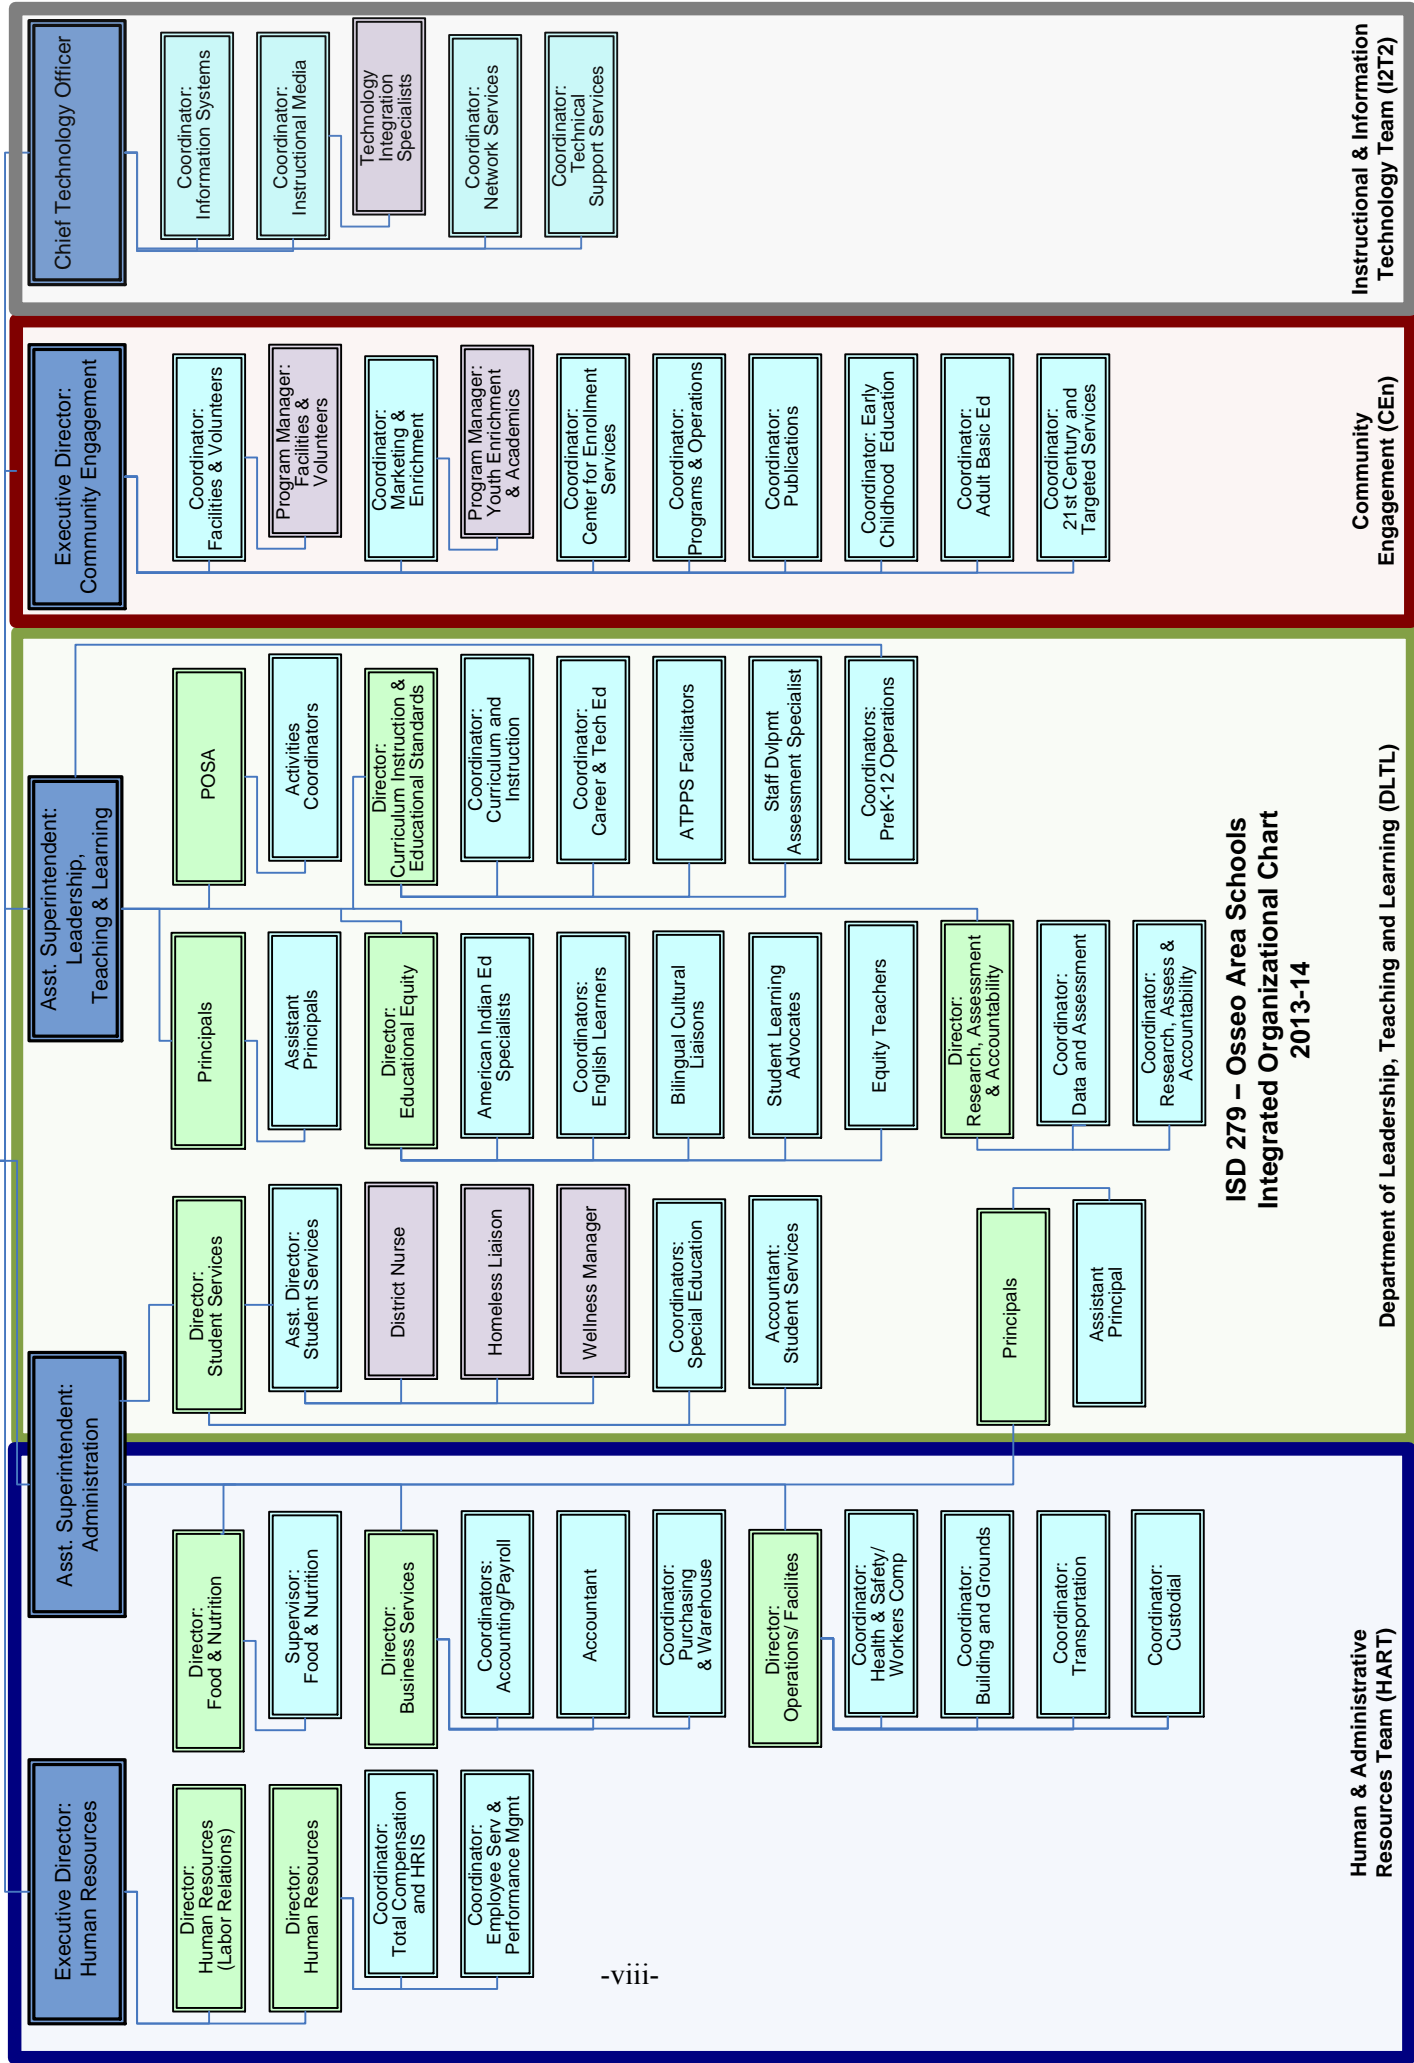 Executive Director:
Human Resources
Director:
Human Resources
(Labor Relations)
Director:
Human Resources
Coordinator:
Total Compensation
and HRIS
Coordinator:
Employee Serv &
Performance Mgmt
Asst. Superintendent:
Administration
Director:
Food & Nutrition
Supervisor:
Food & Nutrition
Director:
Business Services
Coordinators:
Accounting/Payroll
Accountant
Coordinator:
Purchasing
& Warehouse
Director:
Operations/ Facilites
Coordinator:
Health & Safety/
Workers Comp
Coordinator:
Building and Grounds
Coordinator:
Transportation
Coordinator:
Custodial
Human & Administrative
Resources Team (HART)
Director:
Student Services
Asst. Director:
Student Services
District Nurse
Homeless Liaison
Wellness Manager
Coordinators:
Special Education
Accountant:
Student Services
Principals
Assistant
Principal
Asst. Superintendent:
Leadership,
Teaching & Learning
Principals
Assistant
Principals
Director:
Educational Equity
American Indian Ed
Specialists
Coordinators:
English Learners
Bilingual Cultural
Liaisons
Student Learning
Advocates
Equity Teachers
Director:
Research, Assessment
& Accountability
Coordinator:
Data and Assessment
Coordinator:
Research, Assess &
Accountability
POSA
Activities
Coordinators
Director:
Curriculum Instruction &
Educational Standards
Coordinator:
Curriculum and
Instruction
Coordinator:
Career & Tech Ed
ATPPS Facilitators
Staff Dvlpmt
Assessment Specialist
Coordinators:
PreK-12 Operations
ISD 279 – Osseo Area Schools
Integrated Organizational Chart
2013-14
Department of Leadership, Teaching and Learning (DLTL)
Executive Director:
Community Engagement
Coordinator:
Facilities & Volunteers
Program Manager:
Facilities &
Volunteers
Coordinator:
Marketing &
Enrichment
Program Manager:
Youth Enrichment
& Academics
Coordinator:
Center for Enrollment
Services
Coordinator:
Programs & Operations
Coordinator:
Publications
Coordinator: Early
Childhood Education
Coordinator:
Adult Basic Ed
Coordinator:
21st Century and
Targeted Services
Community
Engagement (CEn)
Chief Technology Officer
Coordinator:
Information Systems
Coordinator:
Instructional Media
Technology
Integration
Specialists
Coordinator:
Network Services
Coordinator:
Technical
Support Services
Instructional & Information
Technology Team (I2T2)
-viii-